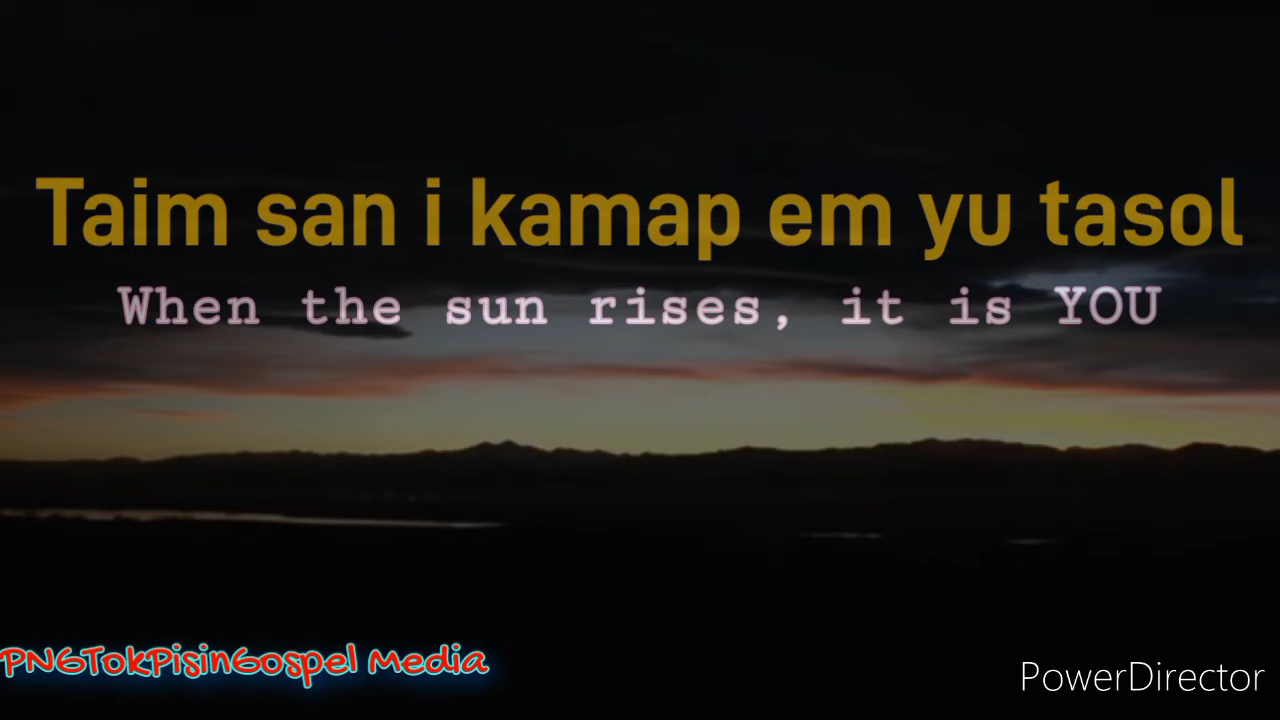 Taim san i kamap em yu tasol
When the sun rises, it is YOU
PNGTokPisinGospel Media
PowerDirector